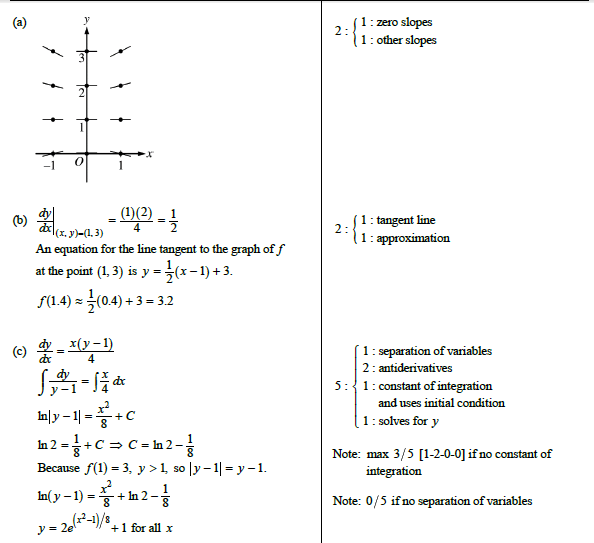 (a)
y
3
2
1
-1
O
1
x
2 : { 1 : zero slopes
1 : other slopes
(b) dy/dx |(x, y)=(1, 3) = (1)(2)/4 = 1/2
An equation for the line tangent to the graph of f
at the point (1, 3) is y = 1/2(x − 1) + 3.
f(1.4) ≈ 1/2(0.4) + 3 = 3.2
2 : { 1 : tangent line
1 : approximation
(c) dy/dx = x(y − 1)/4
∫ dy/(y − 1) = ∫ x/4 dx
ln|y − 1| = x²/8 + C
ln 2 = 1/8 + C ⇒ C = ln 2 − 1/8
Because f(1) = 3, y > 1, so |y − 1| = y − 1.
ln(y − 1) = x²/8 + ln 2 − 1/8
y = 2e^((x²−1)/8) + 1 for all x
5 : { 1 : separation of variables
2 : antiderivatives
1 : constant of integration
and uses initial condition
1 : solves for y
Note: max 3/5 [1-2-0-0] if no constant of
integration
Note: 0/5 if no separation of variables